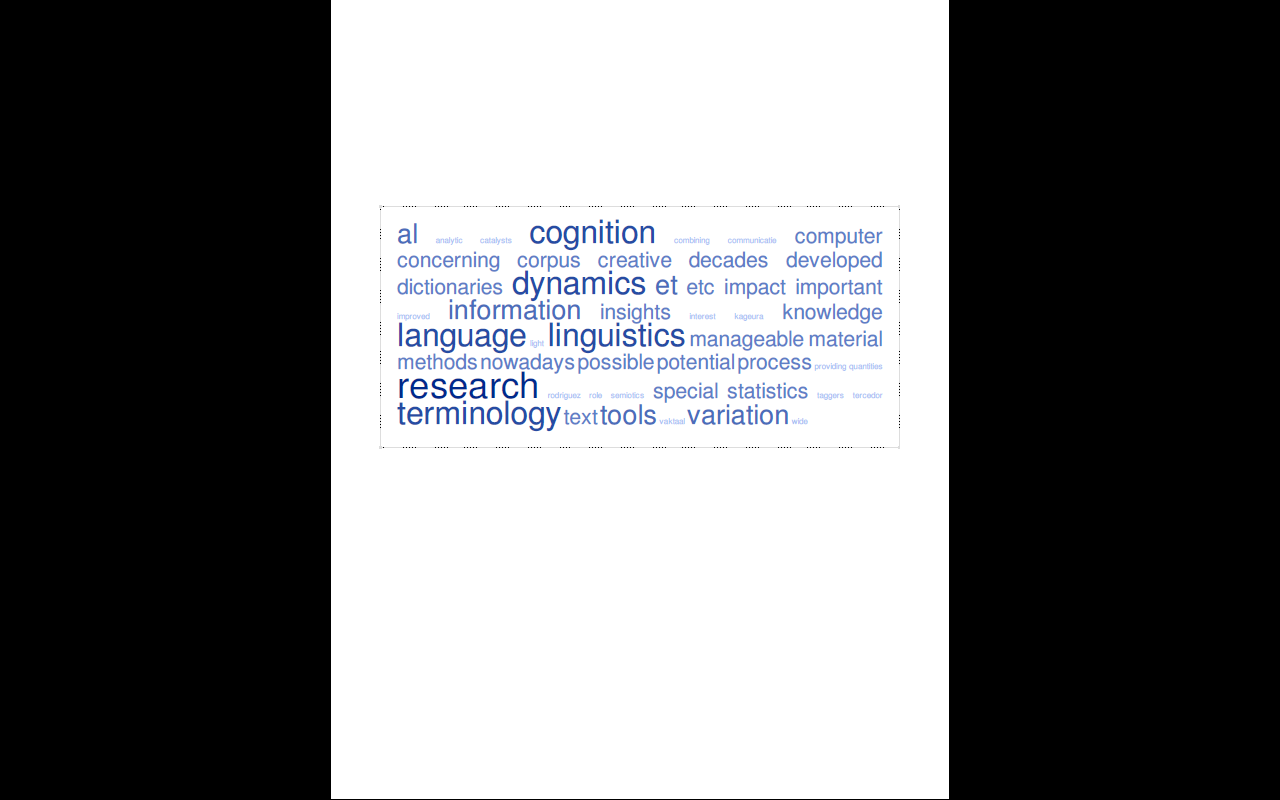 al analytic catalysts cognition combining communicatie computer
concerning corpus creative decades developed
dictionaries dynamics et etc impact important
improved information insights interest kageura knowledge
language light linguistics manageable material
methods nowadays possible potential process providing quantities
research rodriguez role semiotics special statistics taggers tercedor
terminology text tools vaktaal variation wide